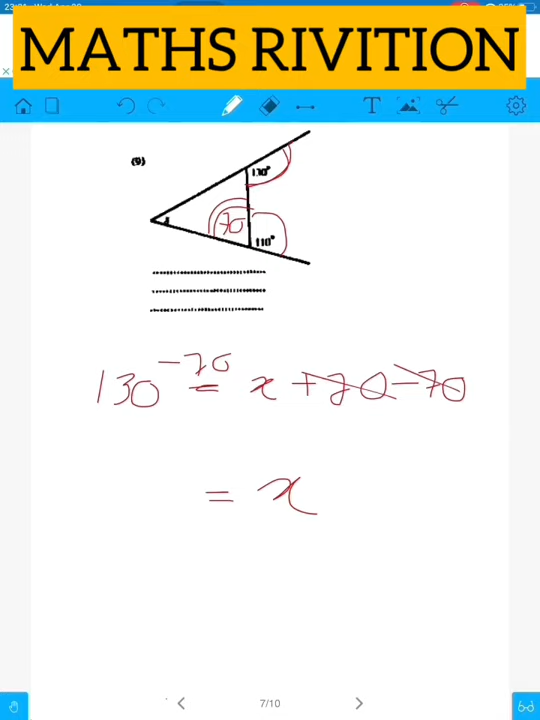 MATHS RIVITION
T
(9)
130°
70
110°
130 - 70 = x + 70 - 70
= x
7/10